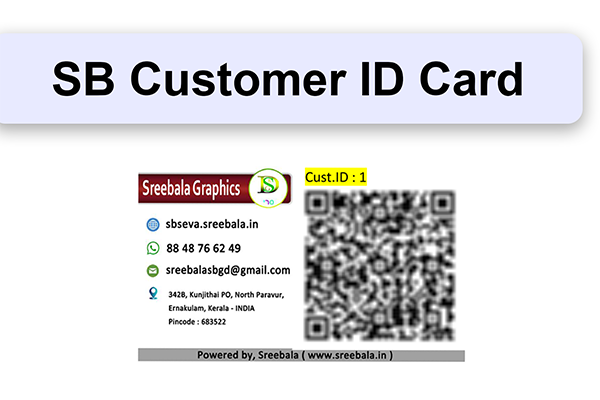 SB Customer ID Card
Sreebala Graphics
Cust.ID : 1
sbseva.sreebala.in
88 48 76 62 49
sreebalasbgd@gmail.com
342B, Kunjithai PO, North Paravur,
Ernakulam, Kerala - INDIA
Pincode : 683522
Powered by, Sreebala ( www.sreebala.in )